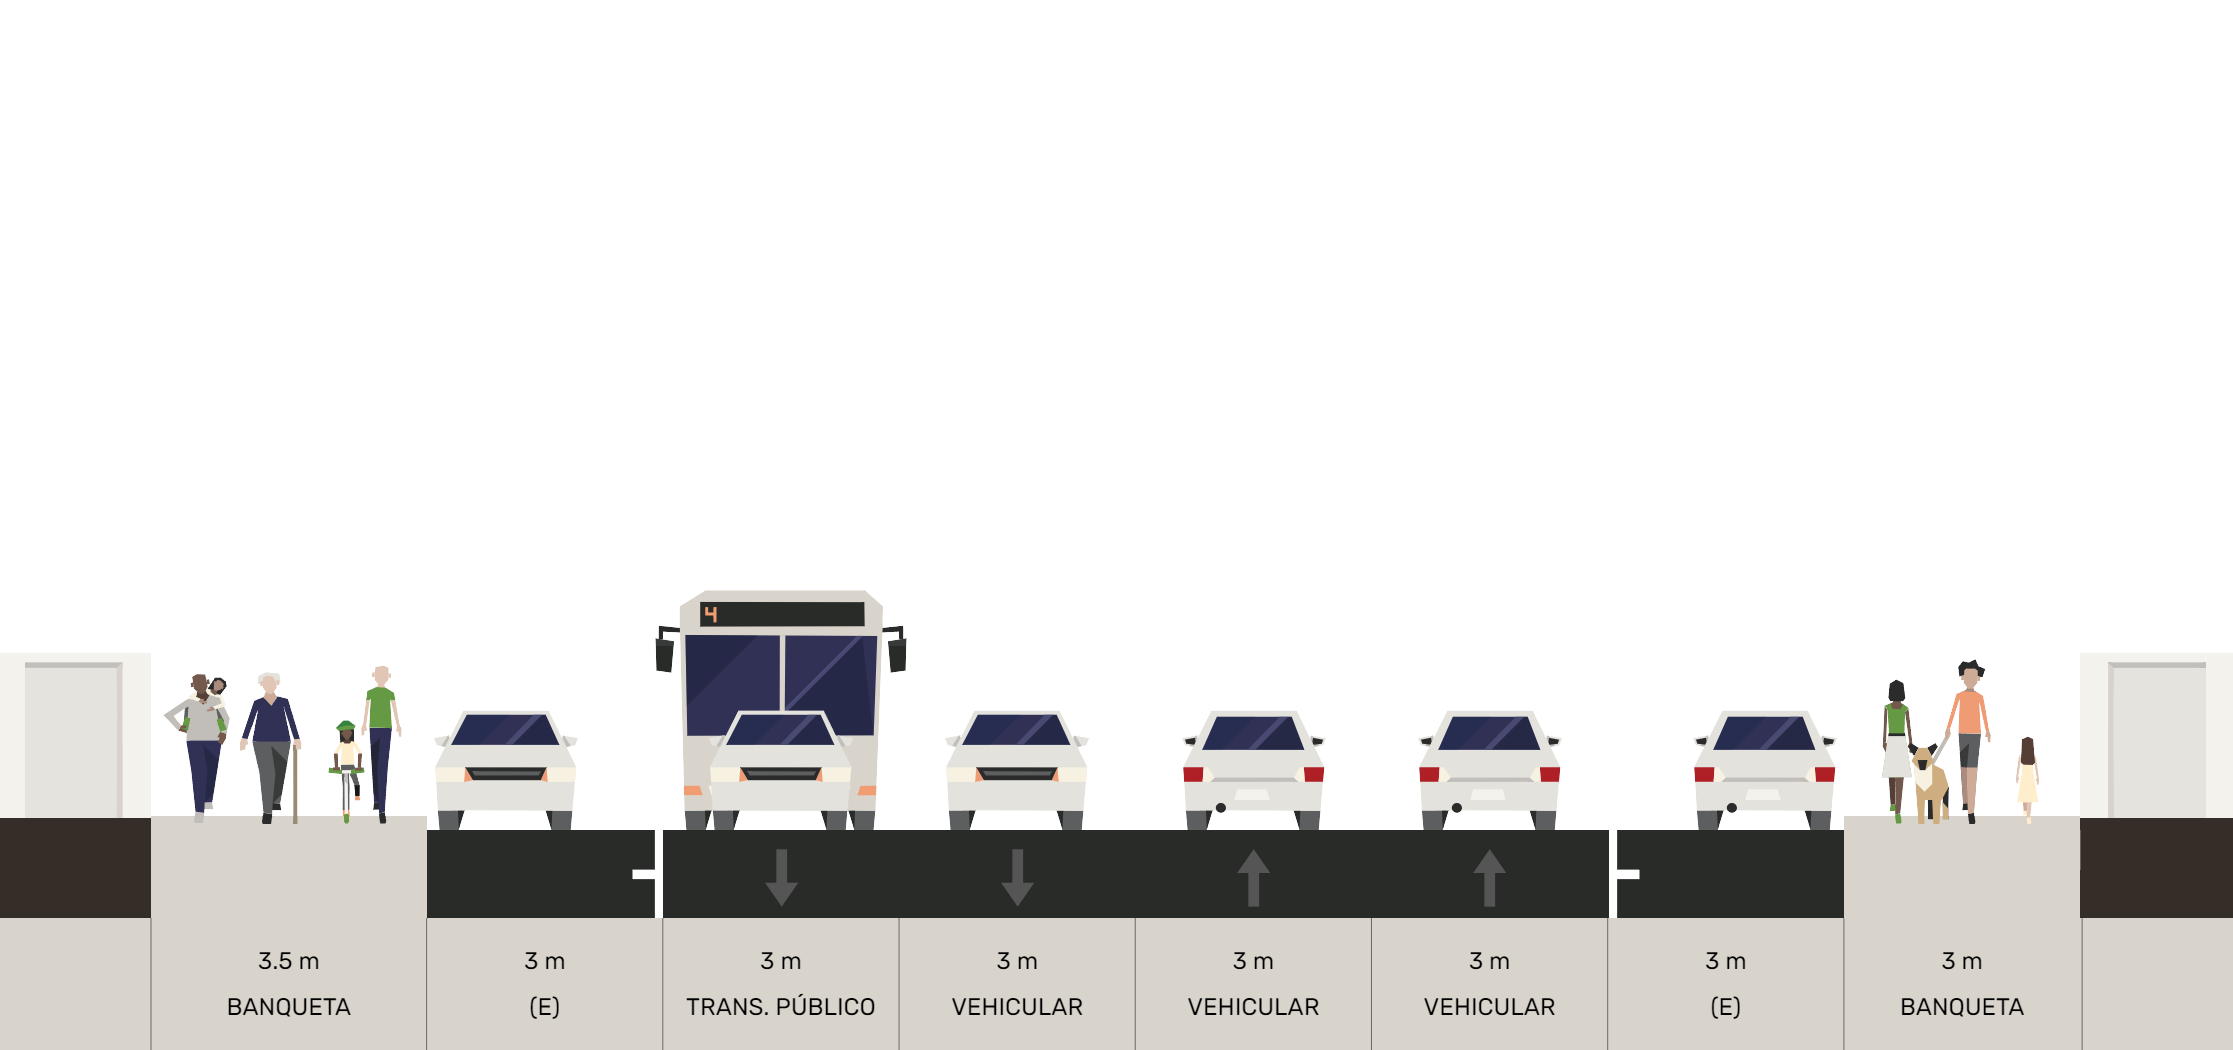 4
3.5 m
BANQUETA
3 m
(E)
3 m
TRANS. PÚBLICO
3 m
VEHICULAR
3 m
VEHICULAR
3 m
VEHICULAR
3 m
(E)
3 m
BANQUETA